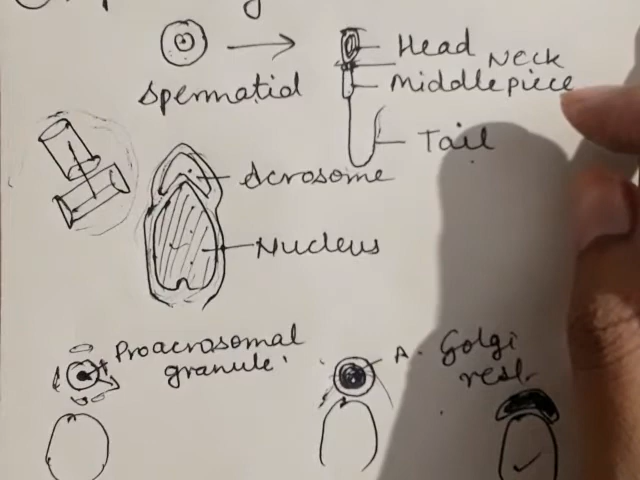 Spermatid
Head
Neck
Middlepiece
Tail
Acrosome
Nucleus
Proacrosomal
granule
A.
Golgi
rest.